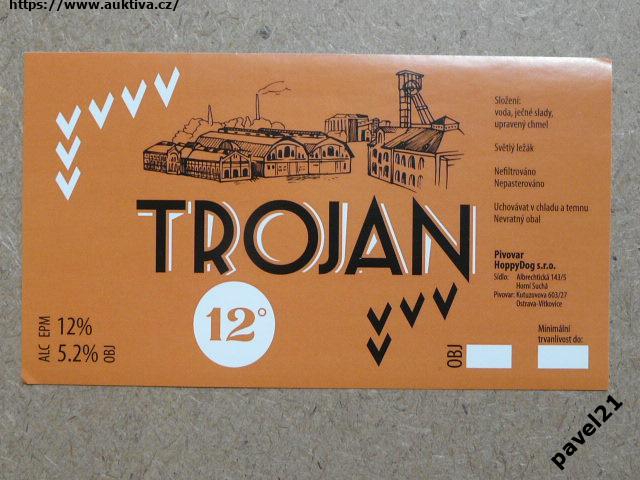 https://www.auktiva.cz/
Složení:
voda, ječné slady,
upravený chmel
Světlý ležák
Nefiltrováno
Nepasterováno
Uchovávat v chladu a temnu
Nevratný obal
TROJAN
12°
Pivovar
HoppyDog s.r.o.
Sídlo: Albrechtická 143/5
Horní Suchá
Pivovar: Kutuzovova 603/27
Ostrava-Vítkovice
EPM 12%
ALC 5.2% OBJ
OBJ
Minimální
trvanlivost do:
pavel21